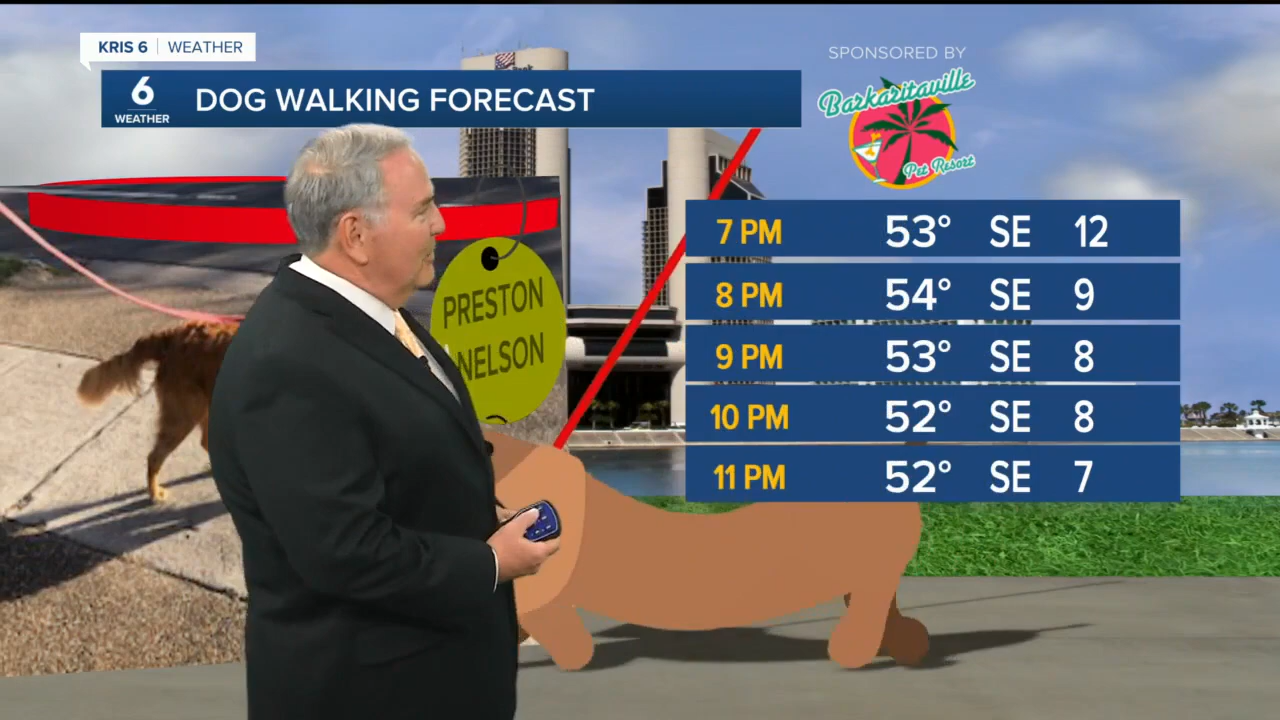 KRIS 6 WEATHER
6
WEATHER
DOG WALKING FORECAST
SPONSORED BY
Barkaritaville
Pet Resort
PRESTON
NELSON
7 PM 53° SE 12
8 PM 54° SE 9
9 PM 53° SE 8
10 PM 52° SE 8
11 PM 52° SE 7